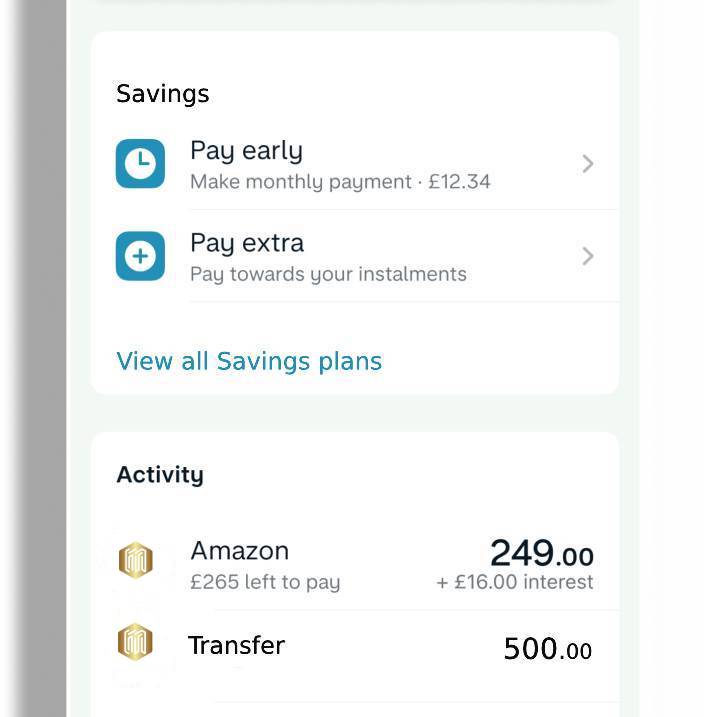 Savings
Pay early
Make monthly payment · £12.34
Pay extra
Pay towards your instalments
View all Savings plans
Activity
Amazon 249.00
£265 left to pay + £16.00 interest
Transfer 500.00